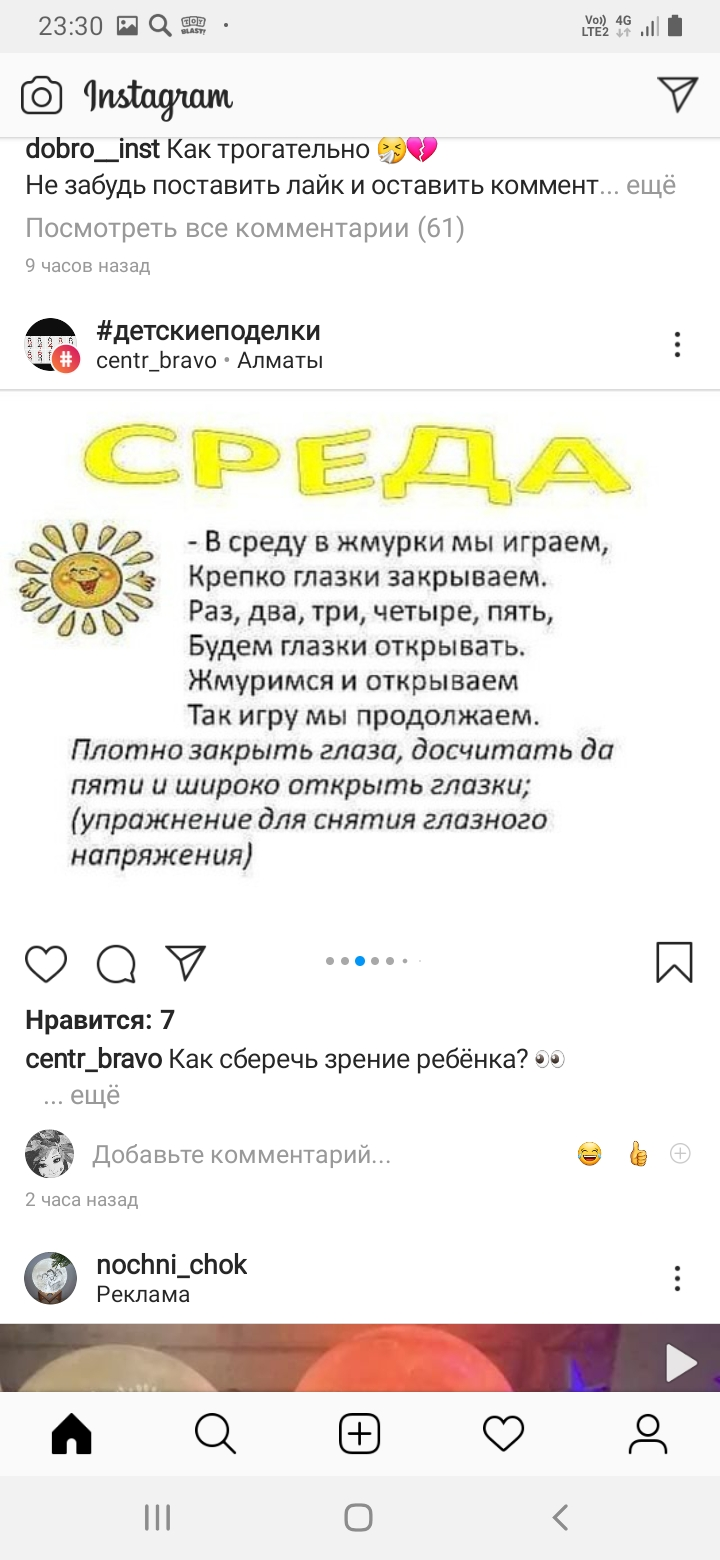 23:30
Vo)) 4G
LTE2
Instagram
dobro__inst Как трогательно 🤧💔
Не забудь поставить лайк и оставить коммент... ещё
Посмотреть все комментарии (61)
9 часов назад
#детскиеподелки
centr_bravo • Алматы
СРЕДА
- В среду в жмурки мы играем,
Крепко глазки закрываем.
Раз, два, три, четыре, пять,
Будем глазки открывать.
Жмуримся и открываем
Так игру мы продолжаем.
Плотно закрыть глаза, досчитать да
пяти и широко открыть глазки;
(упражнение для снятия глазного
напряжения)
Нравится: 7
centr_bravo Как сберечь зрение ребёнка? 👀
... ещё
Добавьте комментарий...
2 часа назад
nochni_chok
Реклама